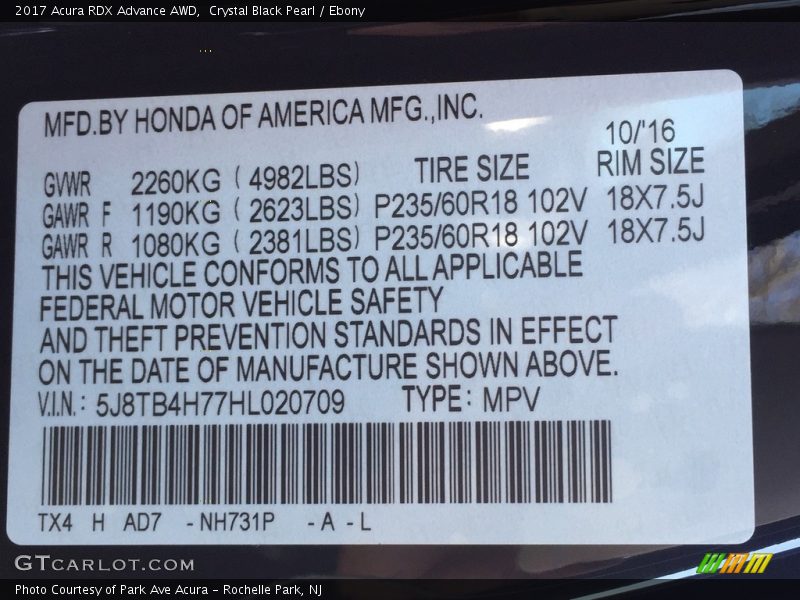 2017 Acura RDX Advance AWD,  Crystal Black Pearl / Ebony
MFD.BY HONDA OF AMERICA MFG.,INC.
10/'16
GVWR 2260KG ( 4982LBS) TIRE SIZE RIM SIZE
GAWR F 1190KG ( 2623LBS) P235/60R18 102V 18X7.5J
GAWR R 1080KG ( 2381LBS) P235/60R18 102V 18X7.5J
THIS VEHICLE CONFORMS TO ALL APPLICABLE
FEDERAL MOTOR VEHICLE SAFETY
AND THEFT PREVENTION STANDARDS IN EFFECT
ON THE DATE OF MANUFACTURE SHOWN ABOVE.
V.I.N.: 5J8TB4H77HL020709 TYPE: MPV
TX4 H AD7 -NH731P -A-L
GTCARLOT.COM
Photo Courtesy of Park Ave Acura – Rochelle Park, NJ